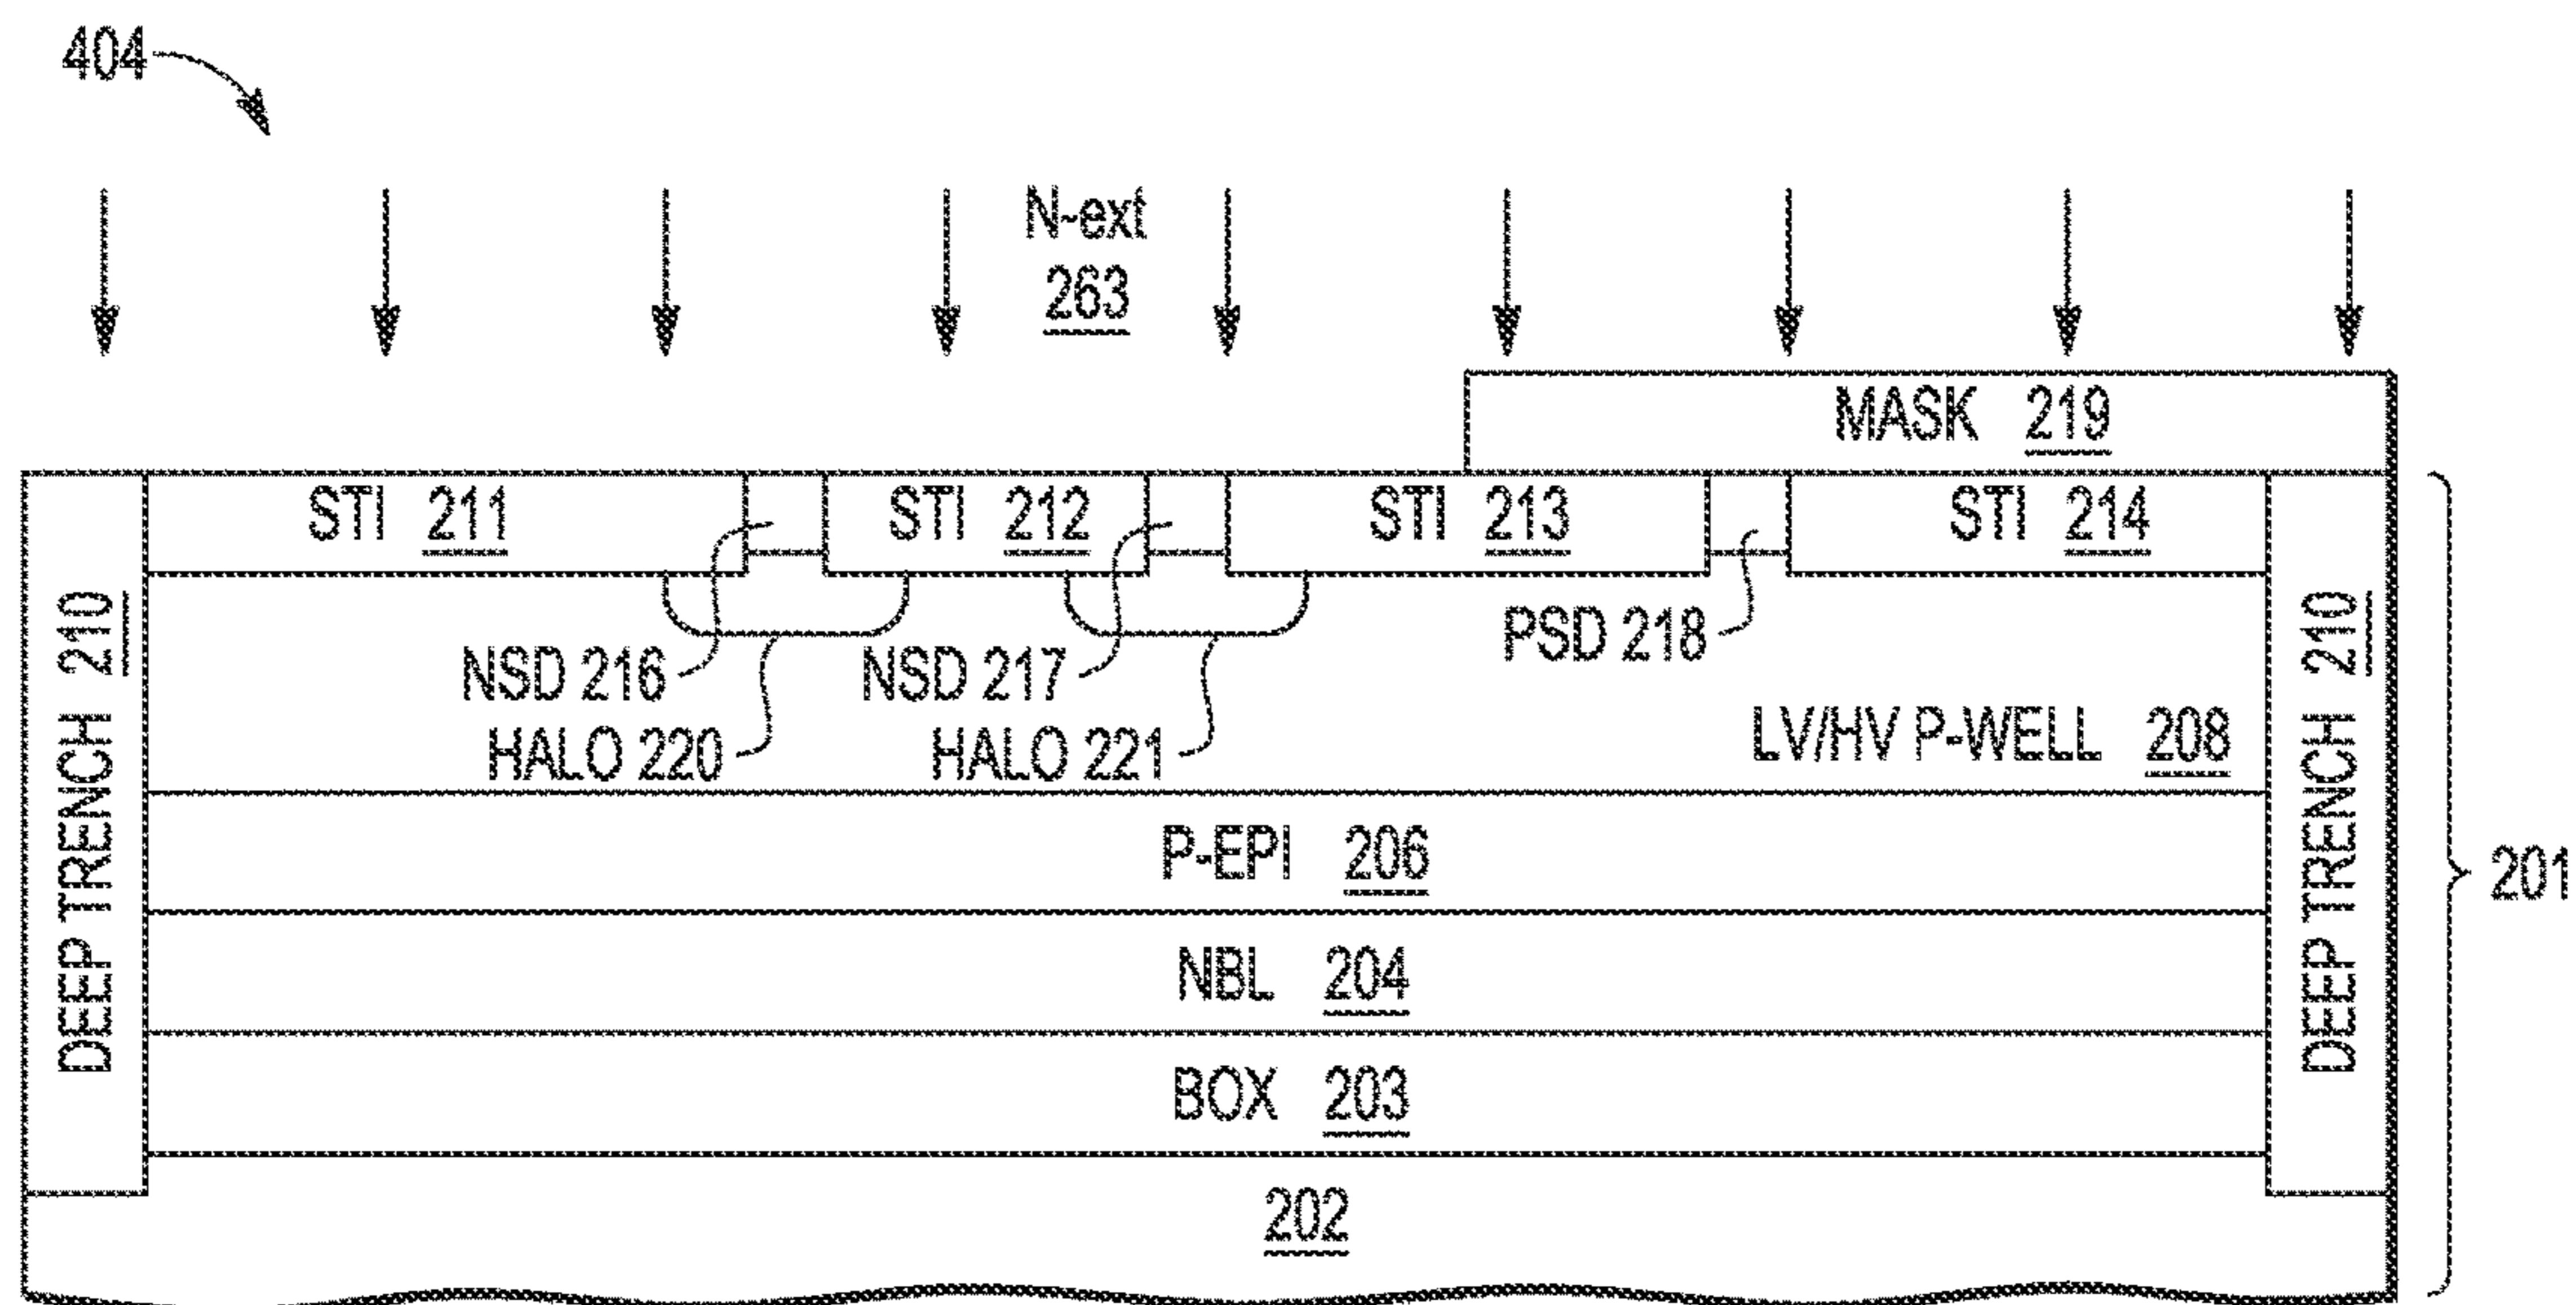 404
N-ext
263
MASK 219
STI 211
STI 212
STI 213
STI 214
DEEP TRENCH 210
NSD 216
NSD 217
PSD 218
DEEP TRENCH 210
HALO 220
HALO 221
LV/HV P-WELL 208
P-EPI 206
201
NBL 204
BOX 203
202